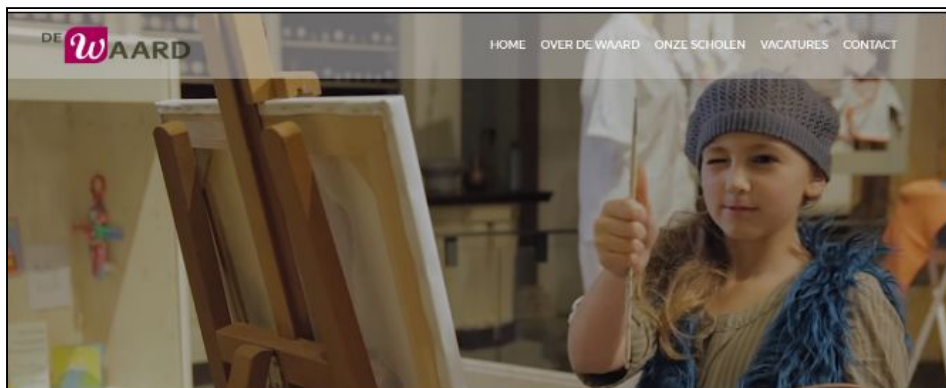 DE WAARD
HOME OVER DE WAARD ONZE SCHOLEN VACATURES CONTACT